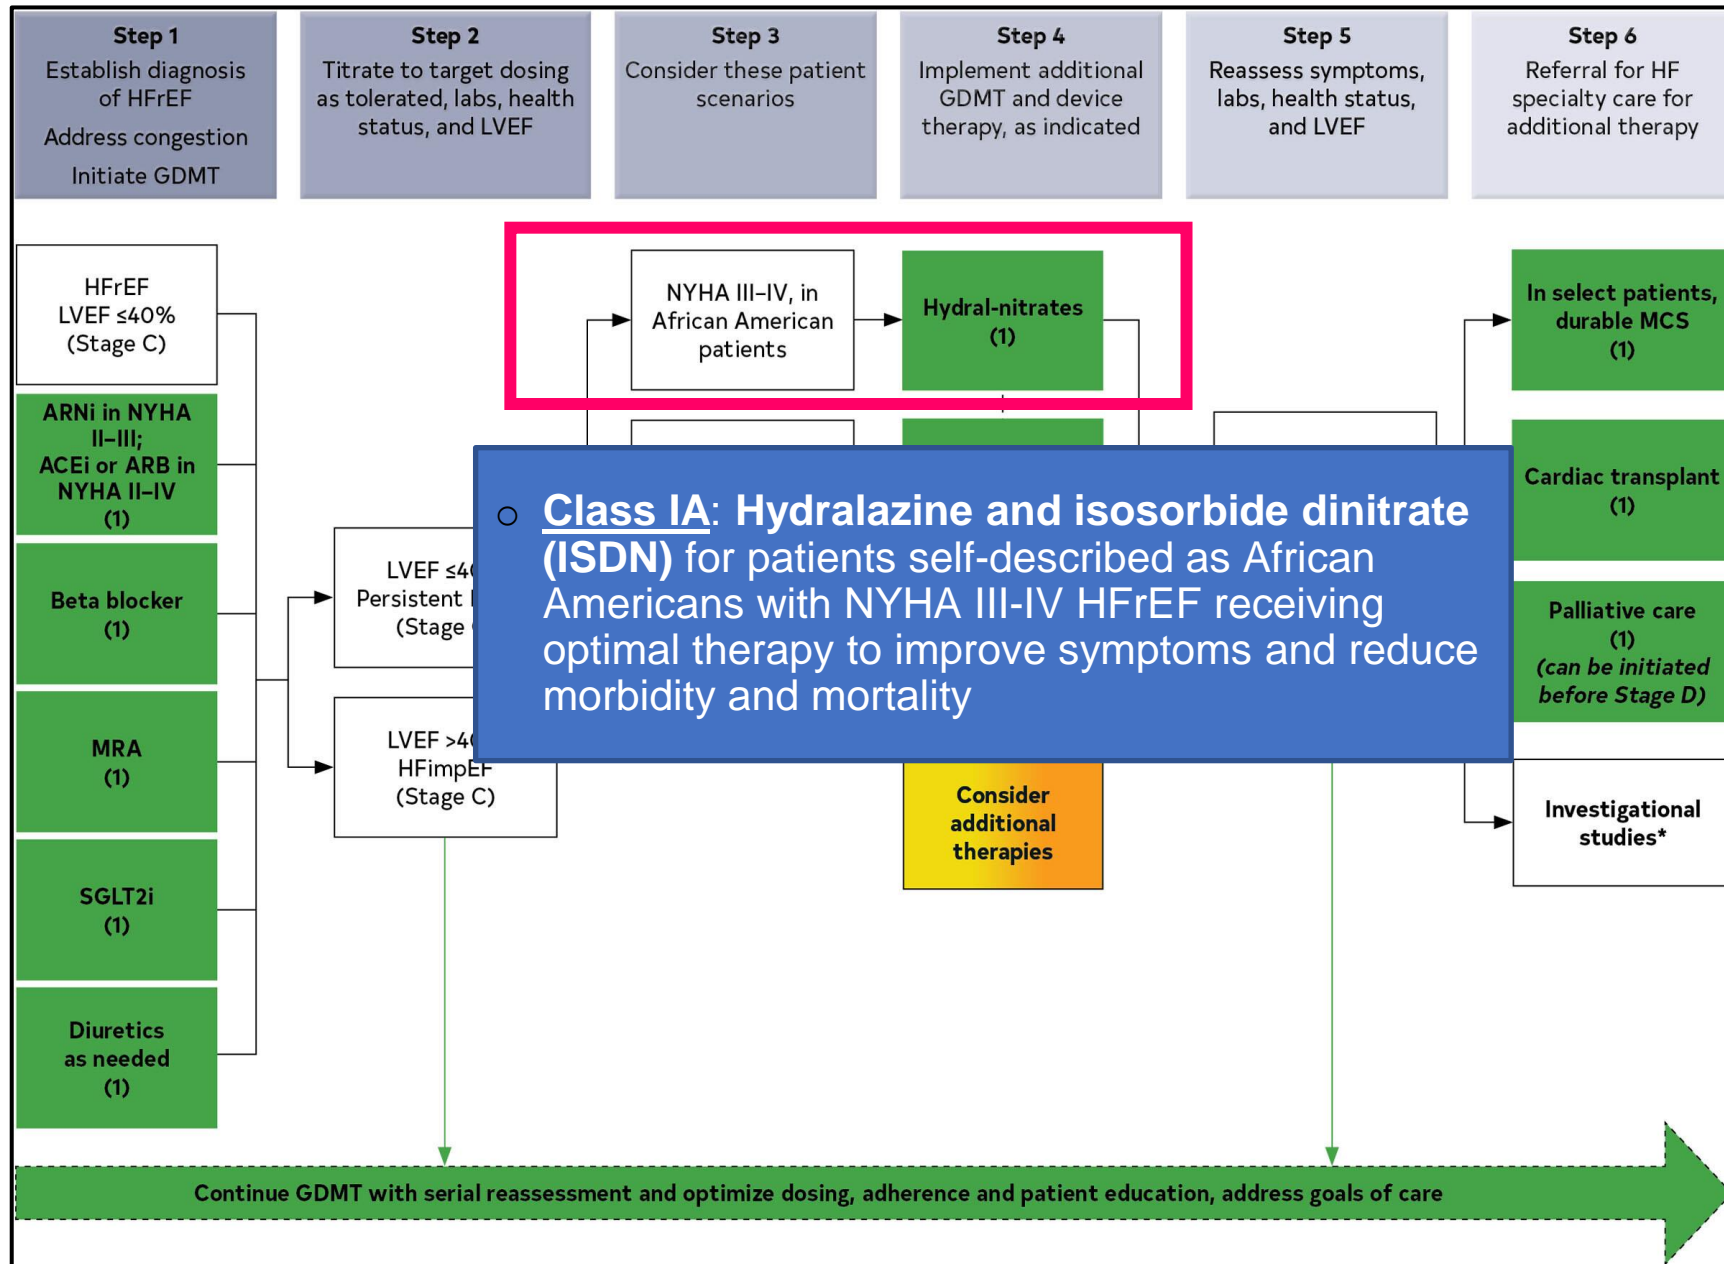 Step 1
Establish diagnosis
of HFrEF
Address congestion
Initiate GDMT
Step 2
Titrate to target dosing
as tolerated, labs, health
status, and LVEF
Step 3
Consider these patient
scenarios
Step 4
Implement additional
GDMT and device
therapy, as indicated
Step 5
Reassess symptoms,
labs, health status,
and LVEF
Step 6
Referral for HF
specialty care for
additional therapy
HFrEF
LVEF ≤40%
(Stage C)
ARNi in NYHA
II–III;
ACEi or ARB in
NYHA II–IV
(1)
Beta blocker
(1)
MRA
(1)
SGLT2i
(1)
Diuretics
as needed
(1)
LVEF ≤4
Persistent
(Stage
LVEF >4
HFimpEF
(Stage C)
NYHA III–IV, in
African American
patients
Hydral-nitrates
(1)
○ Class IA: Hydralazine and isosorbide dinitrate
(ISDN) for patients self-described as African
Americans with NYHA III-IV HFrEF receiving
optimal therapy to improve symptoms and reduce
morbidity and mortality
Consider
additional
therapies
In select patients,
durable MCS
(1)
Cardiac transplant
(1)
Palliative care
(1)
(can be initiated
before Stage D)
Investigational
studies*
Continue GDMT with serial reassessment and optimize dosing, adherence and patient education, address goals of care